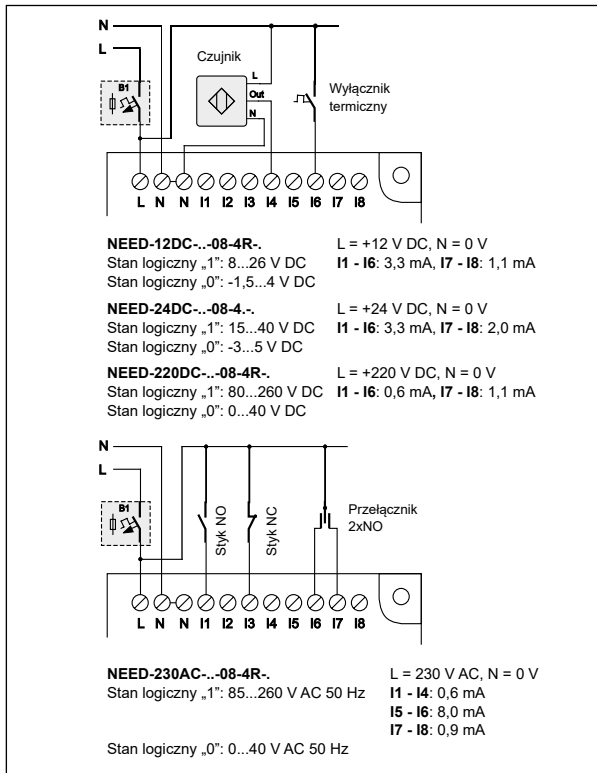 N
L
B1
Czujnik
L
Out
N
Wyłącznik
termiczny
L N N I1 I2 I3 I4 I5 I6 I7 I8
NEED-12DC-..-08-4R-. L = +12 V DC, N = 0 V
Stan logiczny „1”: 8...26 V DC I1 - I6: 3,3 mA, I7 - I8: 1,1 mA
Stan logiczny „0”: -1,5...4 V DC
NEED-24DC-..-08-4.-. L = +24 V DC, N = 0 V
Stan logiczny „1”: 15...40 V DC I1 - I6: 3,3 mA, I7 - I8: 2,0 mA
Stan logiczny „0”: -3...5 V DC
NEED-220DC-..-08-4R-. L = +220 V DC, N = 0 V
Stan logiczny „1”: 80...260 V DC I1 - I6: 0,6 mA, I7 - I8: 1,1 mA
Stan logiczny „0”: 0...40 V DC
N
L
B1
Styk NO
Styk NC
Przełącznik
2xNO
L N N I1 I2 I3 I4 I5 I6 I7 I8
NEED-230AC-..-08-4R-. L = 230 V AC, N = 0 V
Stan logiczny „1”: 85...260 V AC 50 Hz I1 - I4: 0,6 mA
I5 - I6: 8,0 mA
I7 - I8: 0,9 mA
Stan logiczny „0”: 0...40 V AC 50 Hz